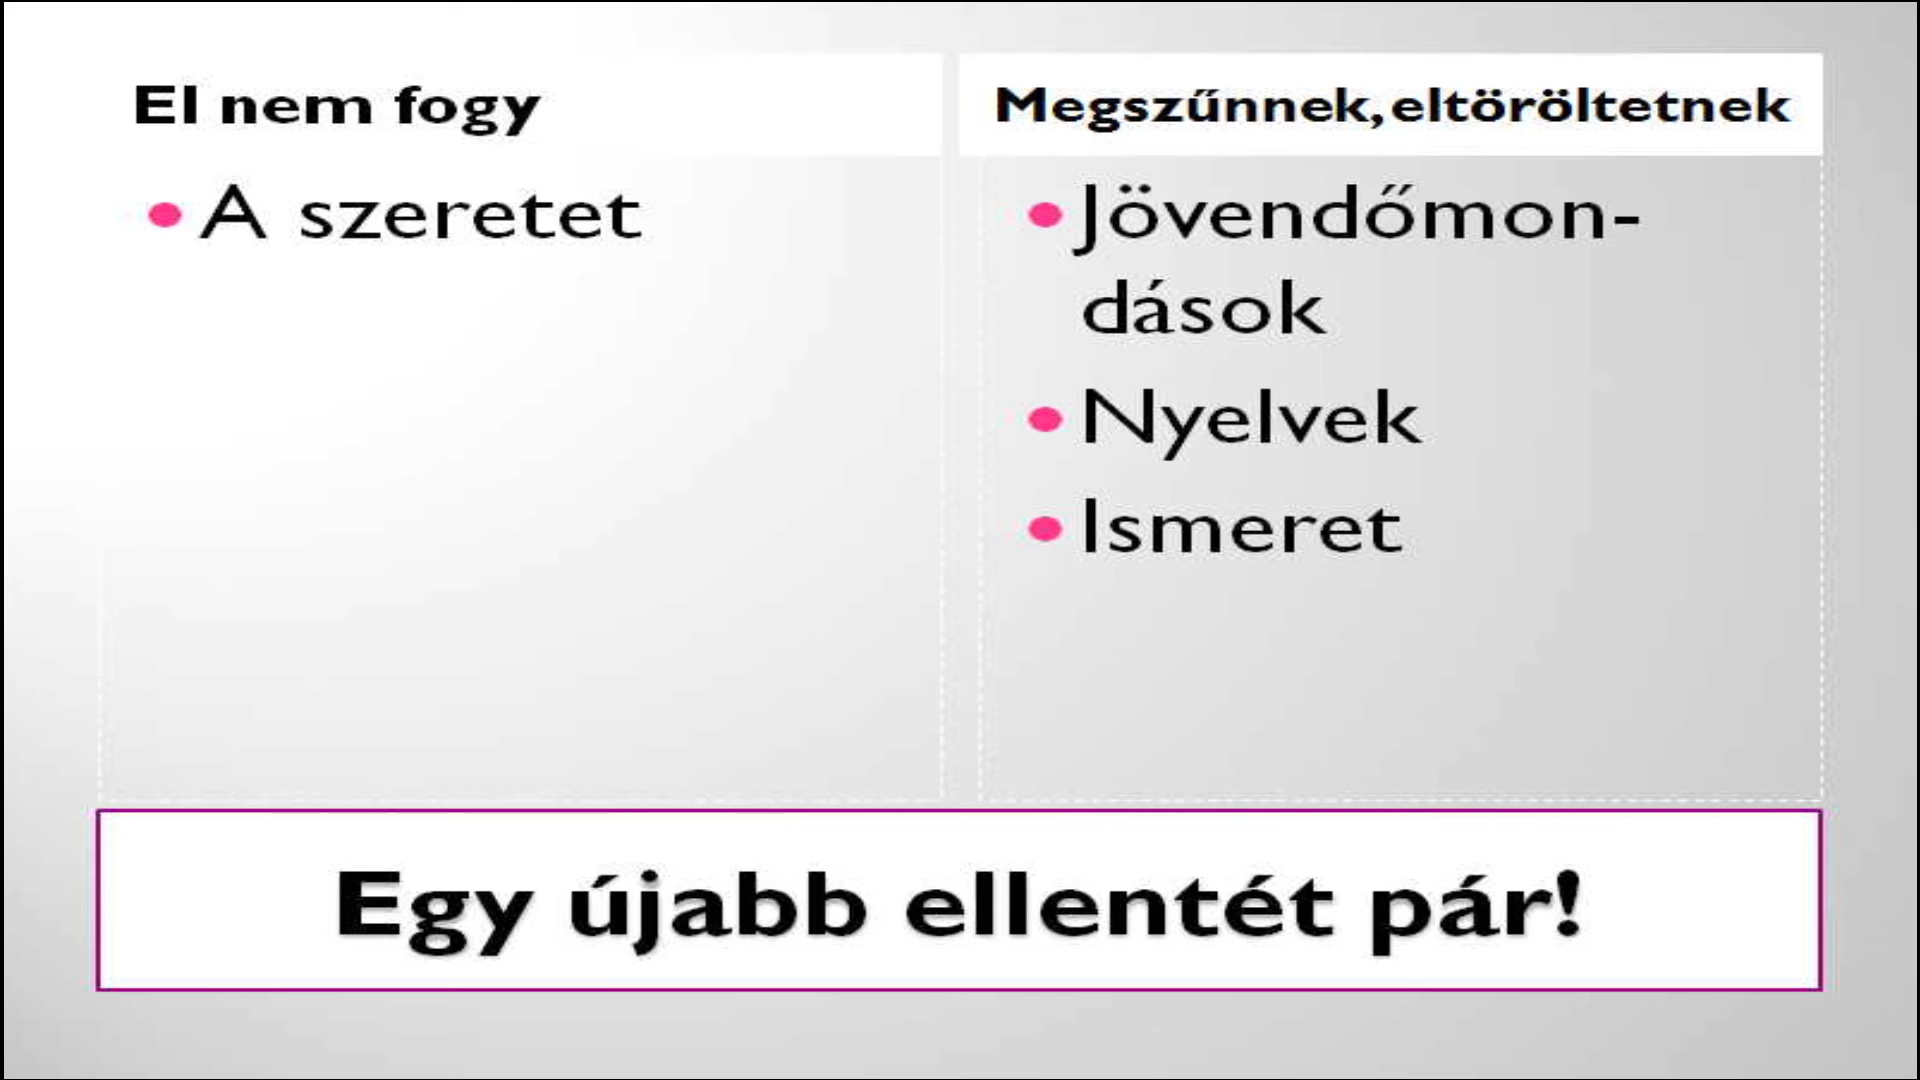 El nem fogy
• A szeretet
Megszűnnek, eltöröltetnek
• Jövendőmon-
dások
• Nyelvek
• Ismeret
Egy újabb ellentét pár!